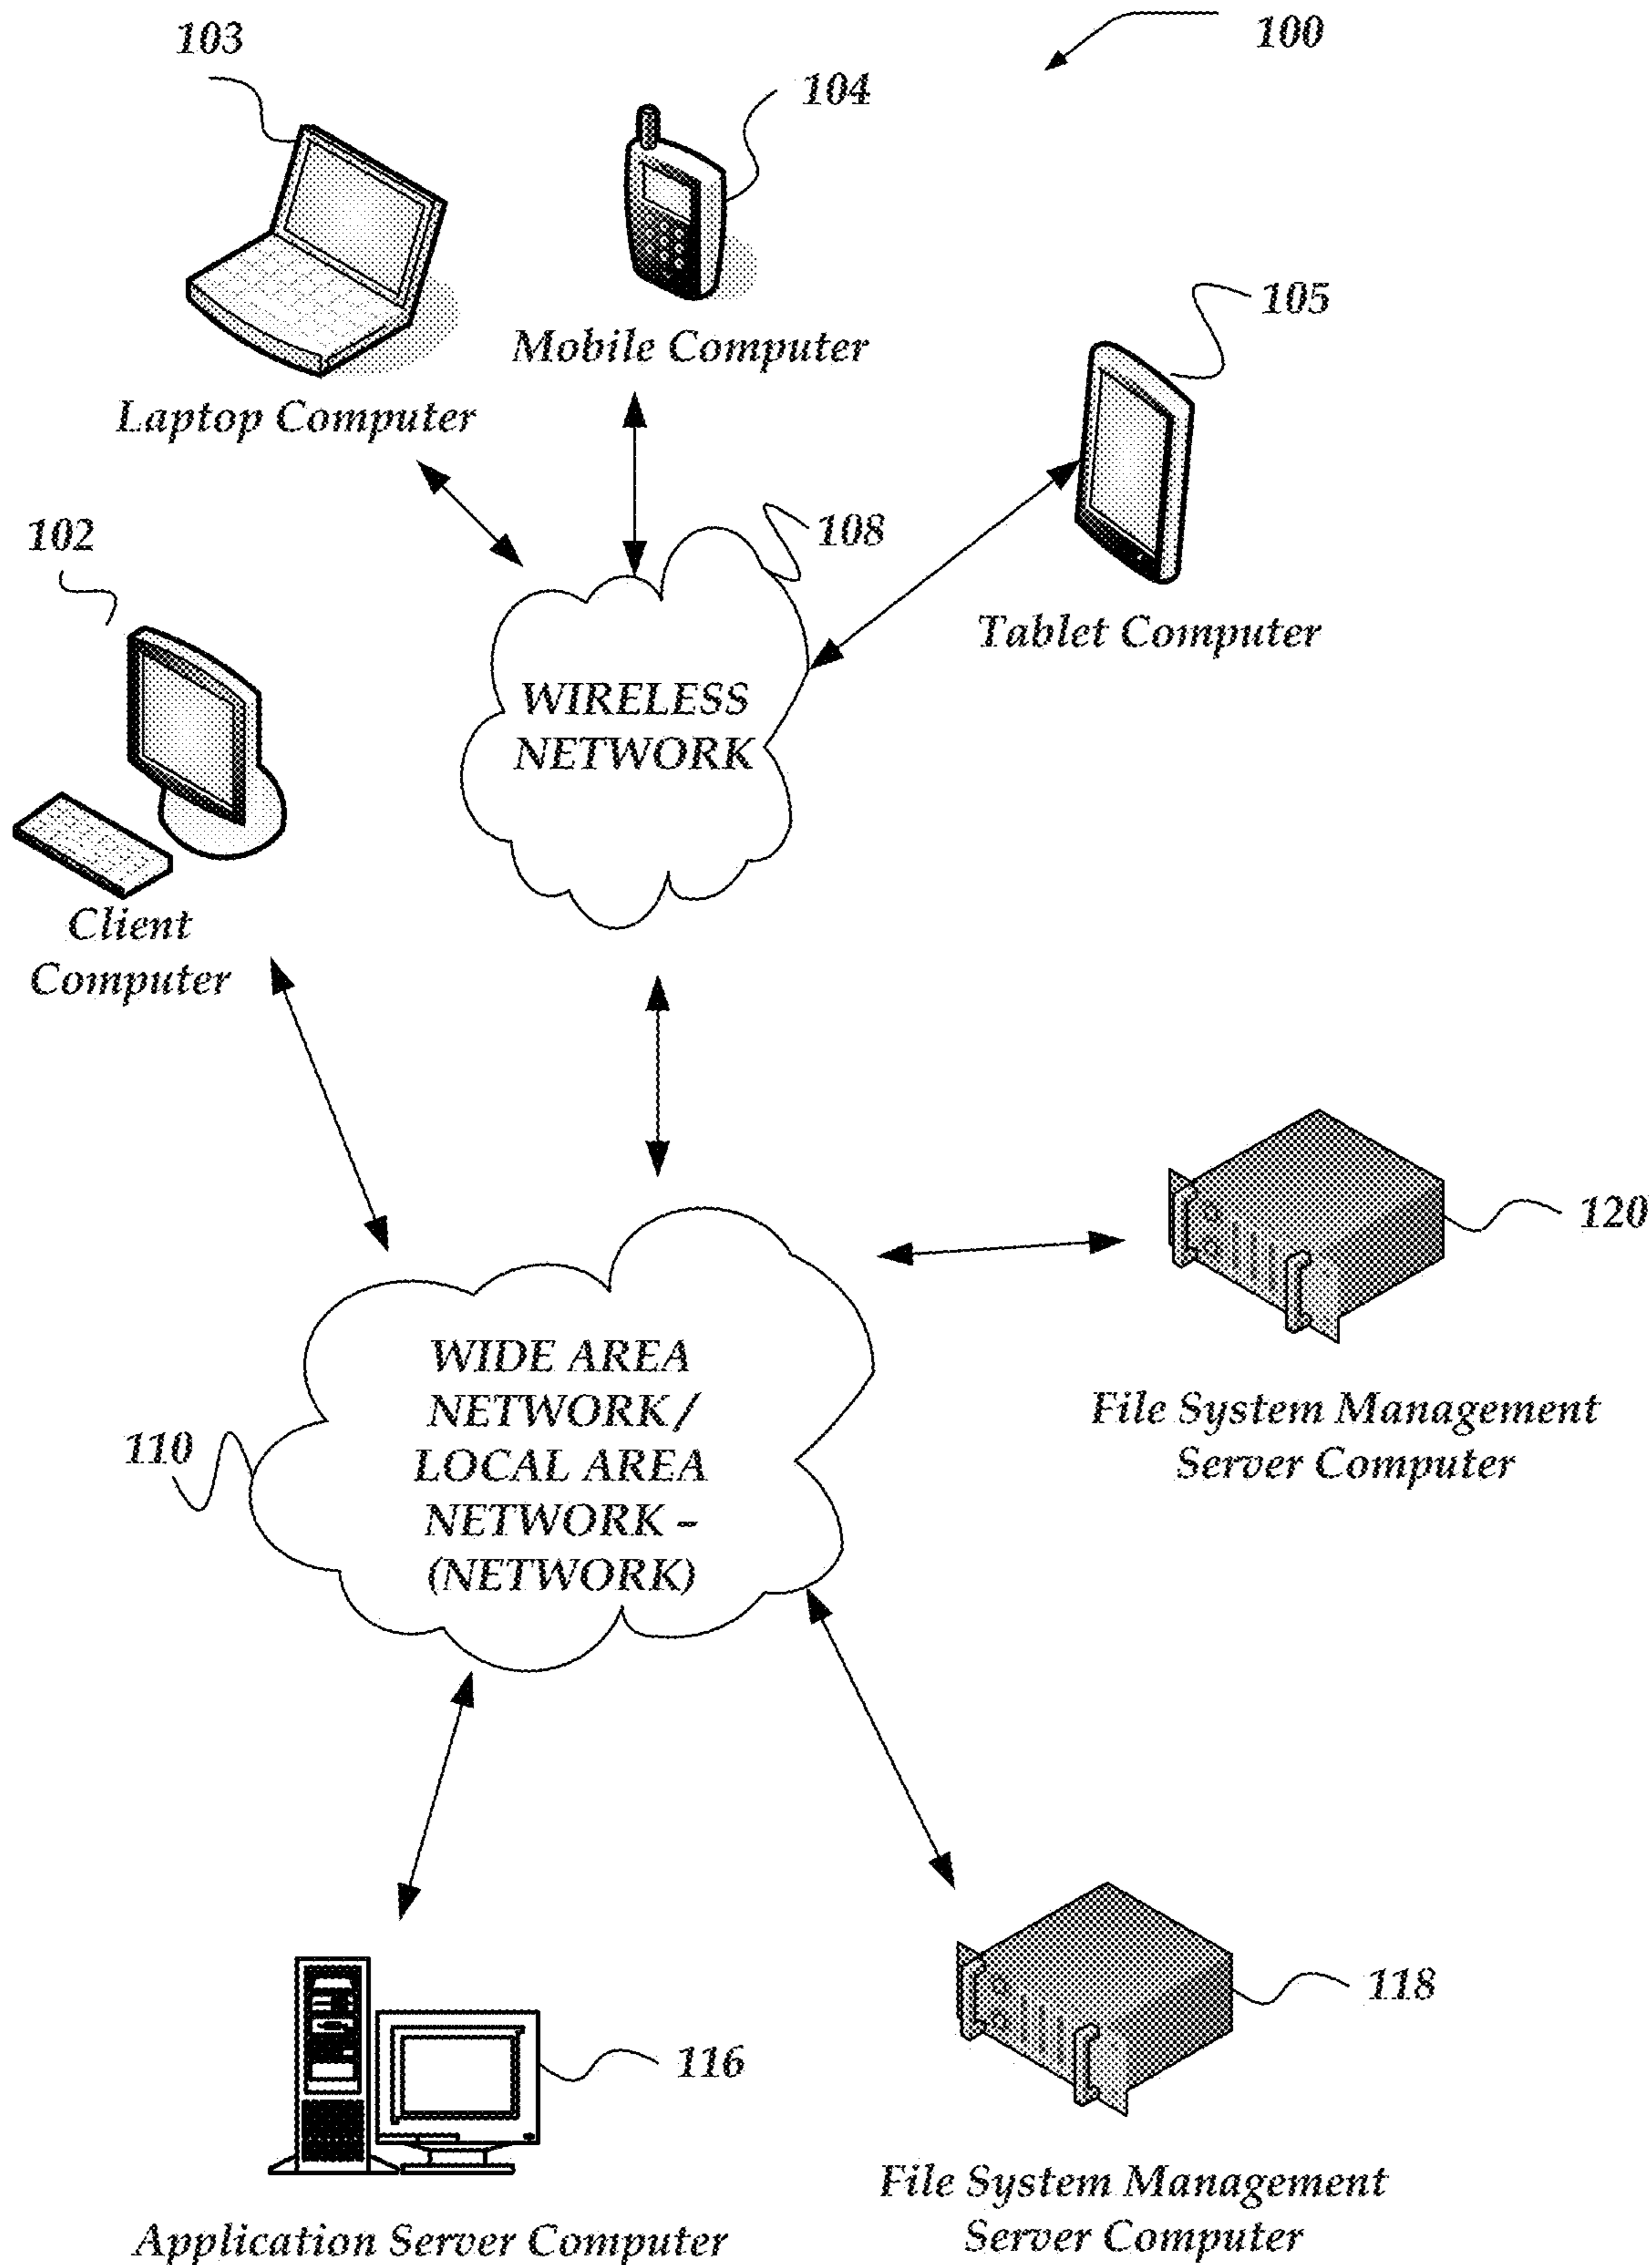 103
100
104
105
Mobile Computer
Laptop Computer
102
108
Tablet Computer
WIRELESS
NETWORK
Client
Computer
120
WIDE AREA
NETWORK /
LOCAL AREA
NETWORK –
(NETWORK)
110
File System Management
Server Computer
118
116
File System Management
Server Computer
Application Server Computer